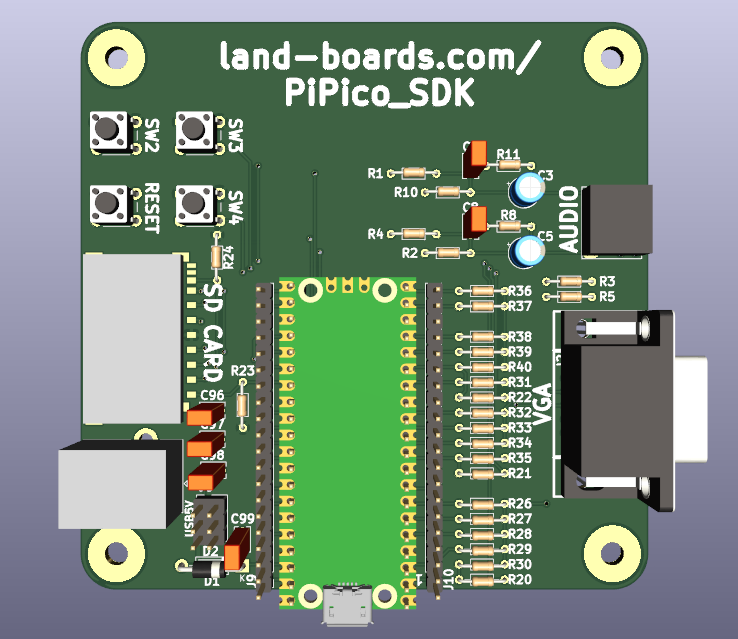 land-boards.com/
PiPico_SDK
SW2
SW3
RESET
SW4
R24
SD CARD
R1
R11
R10
C3
R4
R8
R2
C5
AUDIO
R3
R5
R36
R37
R38
R39
R40
R31
R22
R32
R33
R34
R35
R21
R26
R27
R28
R29
R30
R20
VGA
R23
C96
C97
C98
C99
USB5V
D2
D1
J9
1
J10